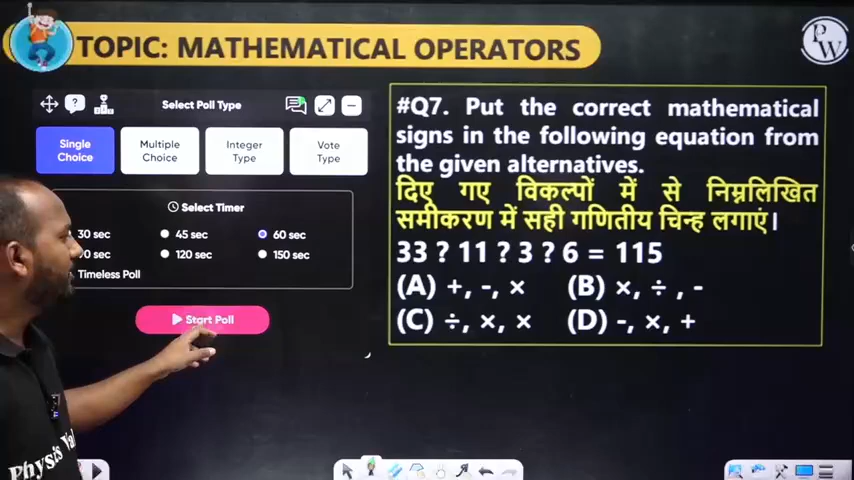 TOPIC: MATHEMATICAL OPERATORS
PW
Select Poll Type
Single Choice
Multiple Choice
Integer Type
Vote Type
Select Timer
30 sec
45 sec
60 sec
120 sec
150 sec
Timeless Poll
Start Poll
#Q7. Put the correct mathematical
signs in the following equation from
the given alternatives.
दिए गए विकल्पों में से निम्नलिखित
समीकरण में सही गणितीय चिन्ह लगाएं।
33 ? 11 ? 3 ? 6 = 115
(A) +, -, × (B) ×, ÷ , -
(C) ÷, ×, × (D) -, ×, +
Physis